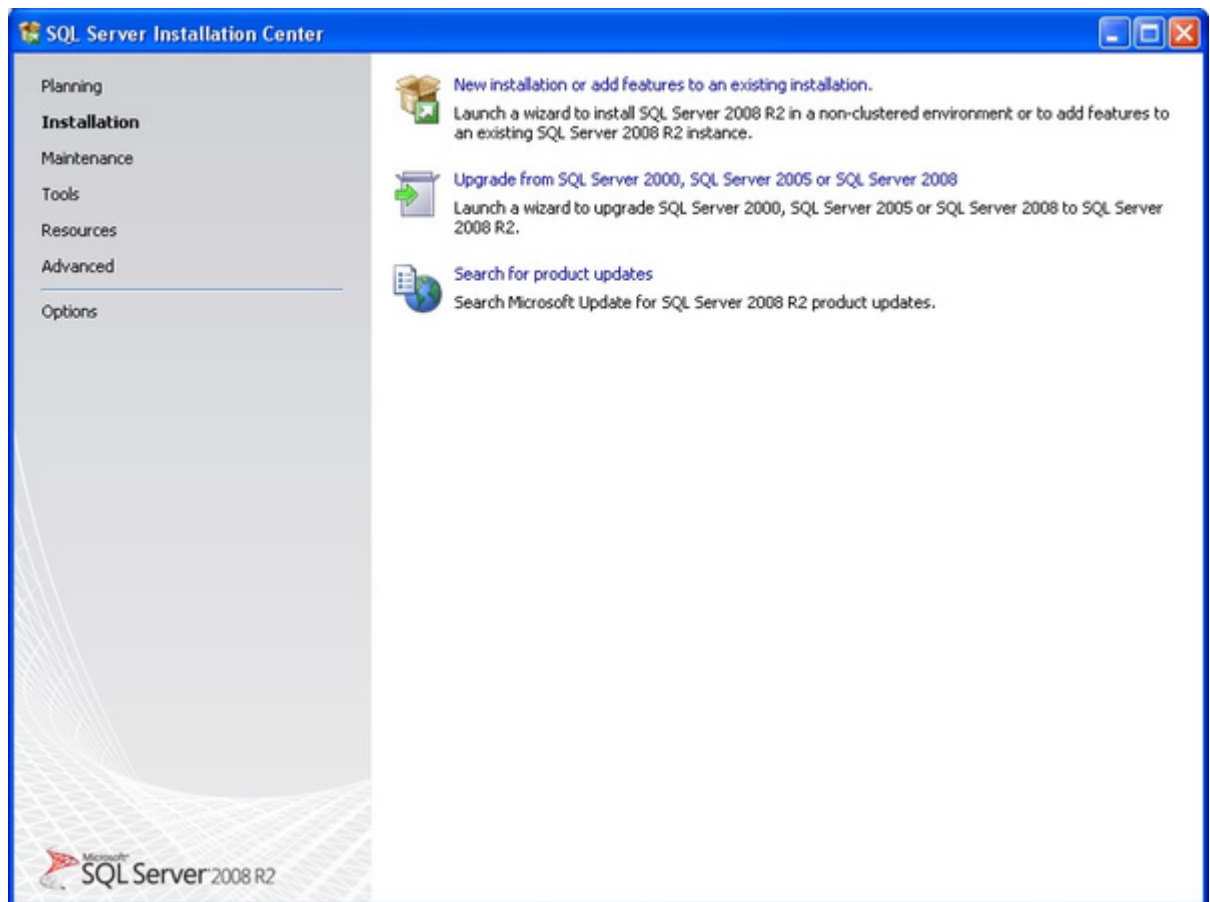 SQL Server Installation Center
Planning
Installation
Maintenance
Tools
Resources
Advanced
Options
New installation or add features to an existing installation.
Launch a wizard to install SQL Server 2008 R2 in a non-clustered environment or to add features to
an existing SQL Server 2008 R2 instance.
Upgrade from SQL Server 2000, SQL Server 2005 or SQL Server 2008
Launch a wizard to upgrade SQL Server 2000, SQL Server 2005 or SQL Server 2008 to SQL Server
2008 R2.
Search for product updates
Search Microsoft Update for SQL Server 2008 R2 product updates.
Microsoft®
SQL Server® 2008 R2